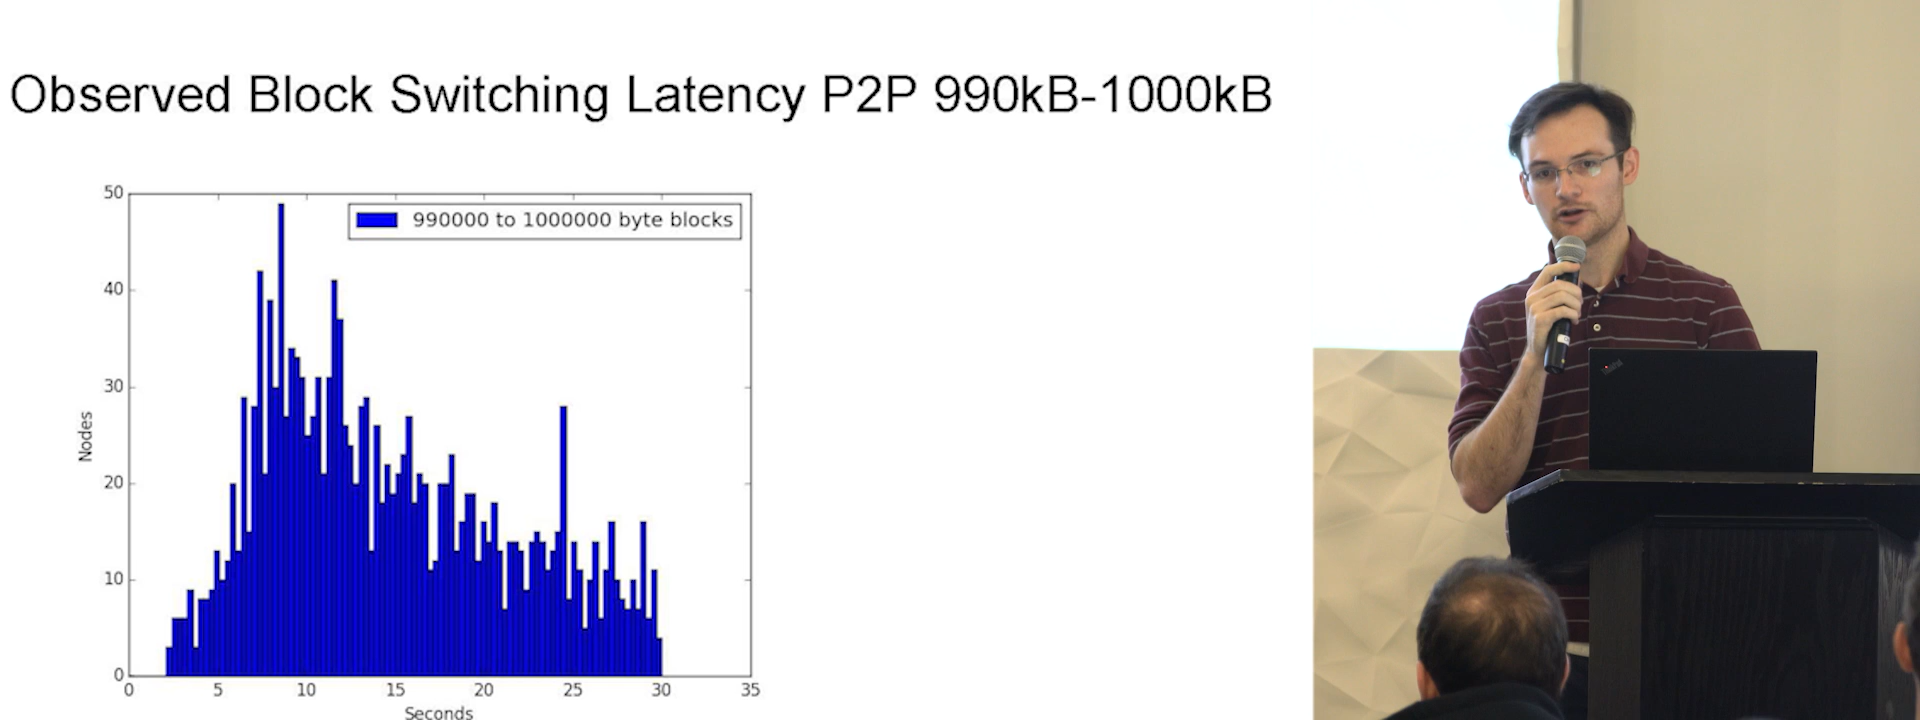 Observed Block Switching Latency P2P 990kB-1000kB
990000 to 1000000 byte blocks
50
40
30
20
10
0
Nodes
0 5 10 15 20 25 30 35
Seconds